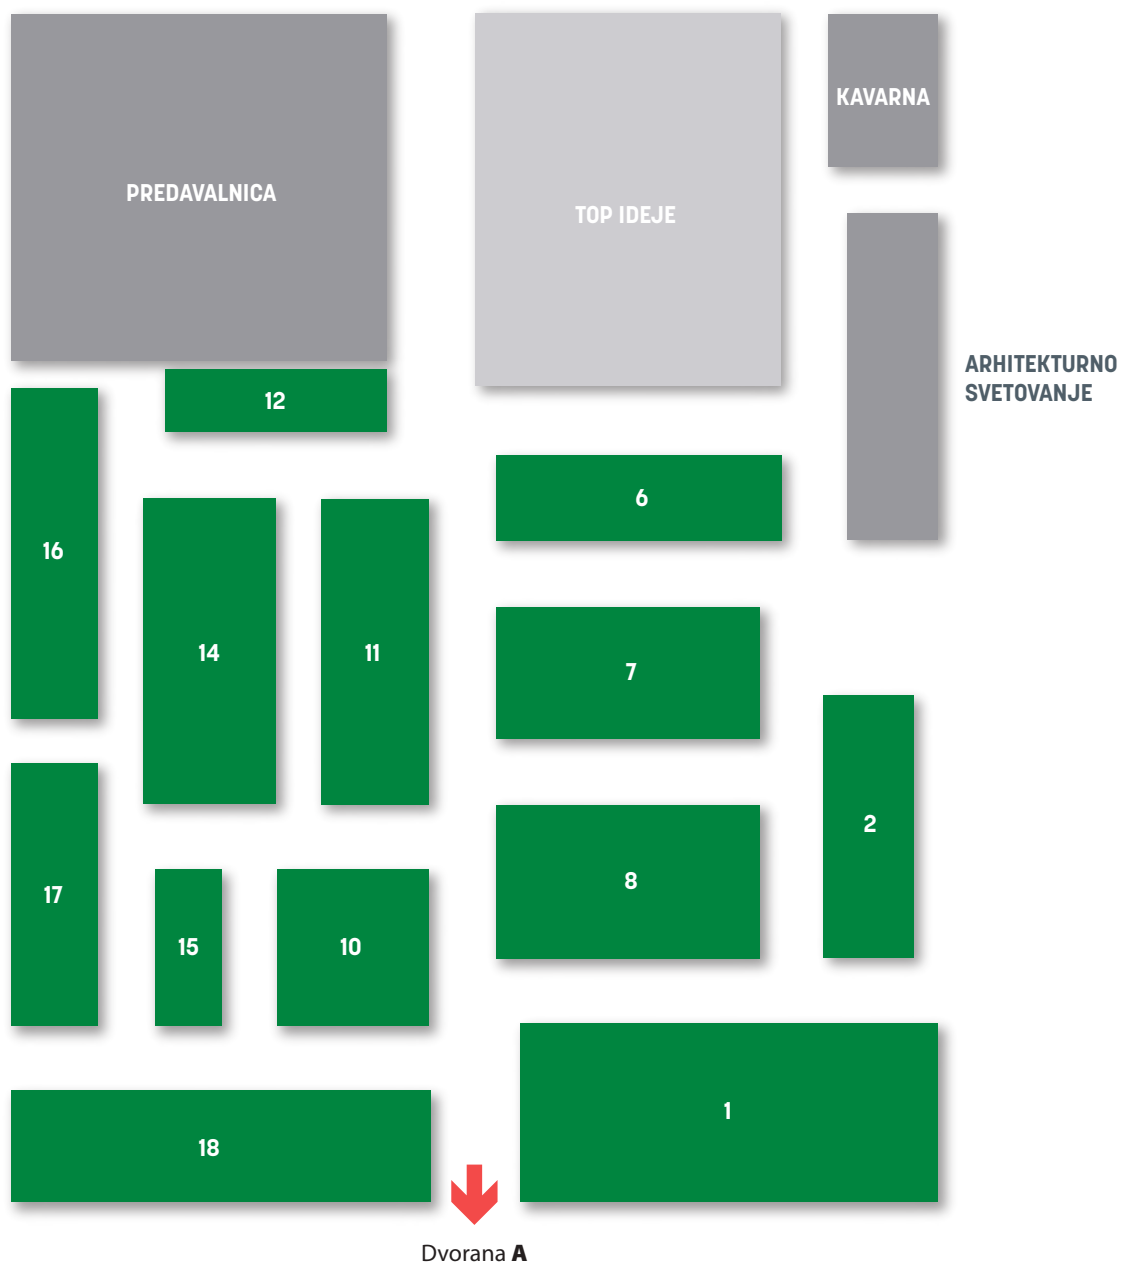 PREDAVALNICA
TOP IDEJE
KAVARNA
ARHITEKTURNO
SVETOVANJE
12
6
16
14
11
7
2
17
15
10
8
18
1
Dvorana A